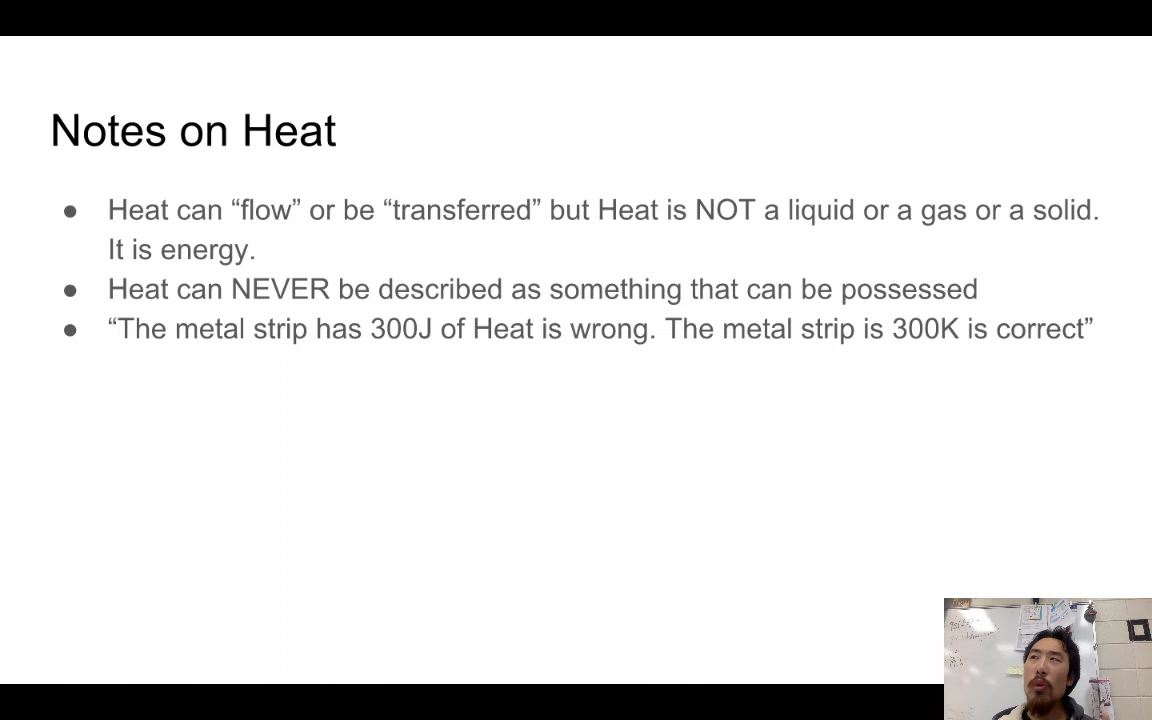 Notes on Heat
● Heat can “flow” or be “transferred” but Heat is NOT a liquid or a gas or a solid.
It is energy.
● Heat can NEVER be described as something that can be possessed
● “The metal strip has 300J of Heat is wrong. The metal strip is 300K is correct”